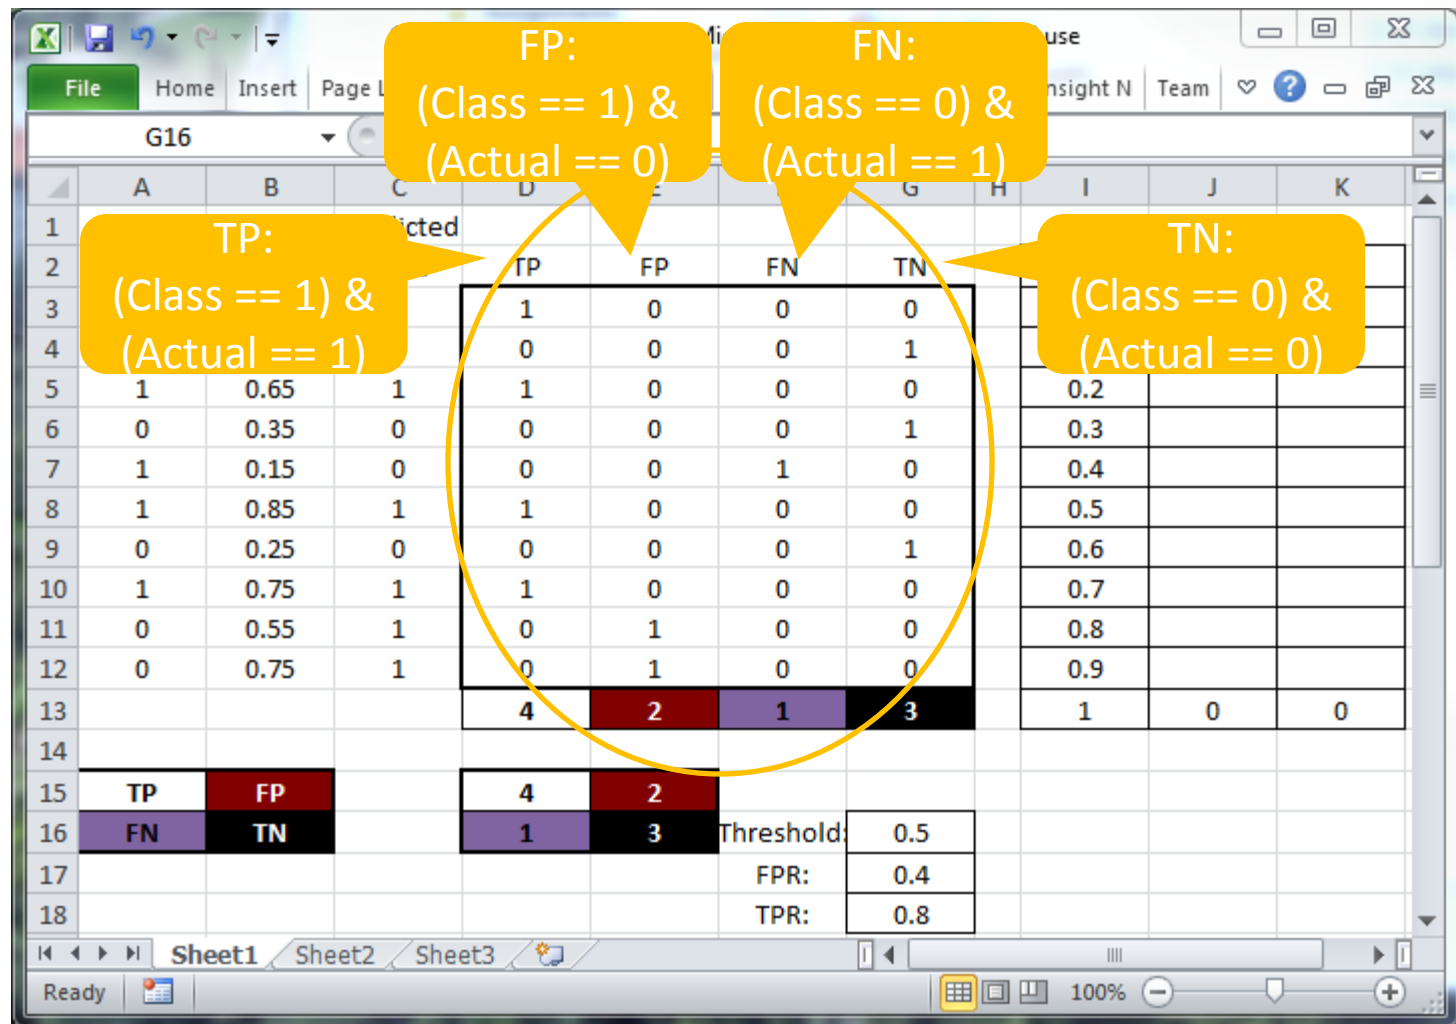 Mi
use
File Home Insert Page L nsight N Team
G16
FP:
(Class == 1) &
(Actual == 0)
FN:
(Class == 0) &
(Actual == 1)
TP:
(Class == 1) &
(Actual == 1)
TN:
(Class == 0) &
(Actual == 0)
A B C D E G H I J K
1 icted
2 TP FP FN TN
3 1 0 0 0
4 0 0 0 1
5 1 0.65 1 1 0 0 0 0.2
6 0 0.35 0 0 0 0 1 0.3
7 1 0.15 0 0 0 1 0 0.4
8 1 0.85 1 1 0 0 0 0.5
9 0 0.25 0 0 0 0 1 0.6
10 1 0.75 1 1 0 0 0 0.7
11 0 0.55 1 0 1 0 0 0.8
12 0 0.75 1 0 1 0 0 0.9
13 4 2 1 3 1 0 0
14
15 TP FP 4 2
16 FN TN 1 3 Threshold: 0.5
17 FPR: 0.4
18 TPR: 0.8
Sheet1 Sheet2 Sheet3
Ready 100%